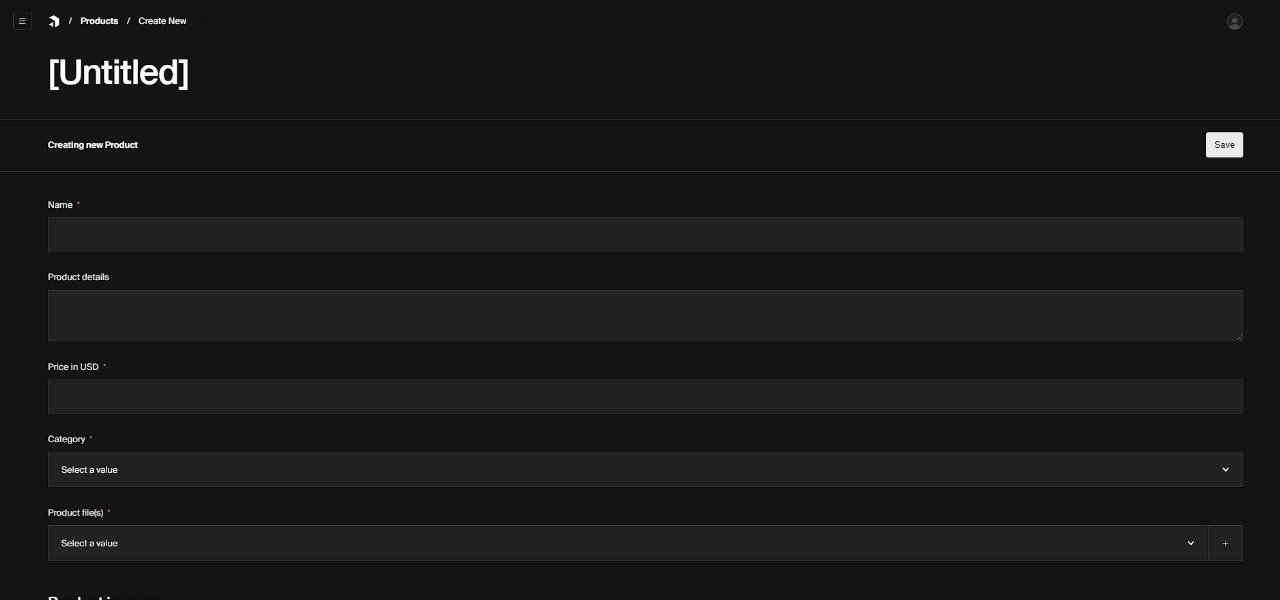 / Products / Create New
[Untitled]
Creating new Product
Save
Name *
Product details
Price in USD *
Category *
Select a value
Product file(s) *
Select a value
+